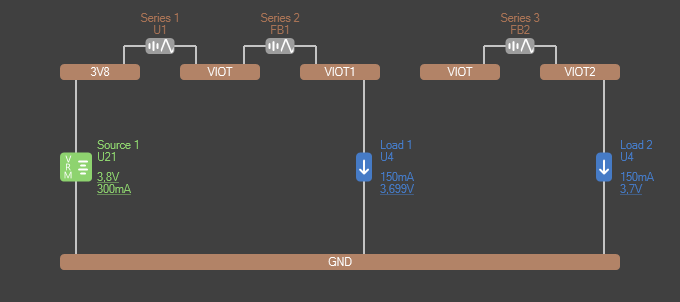 Series 1
U1
Series 2
FB1
Series 3
FB2
3V8
VIOT
VIOT1
VIOT
VIOT2
VRM
Source 1
U21
3,8V
300mA
Load 1
U4
150mA
3,699V
Load 2
U4
150mA
3,7V
GND